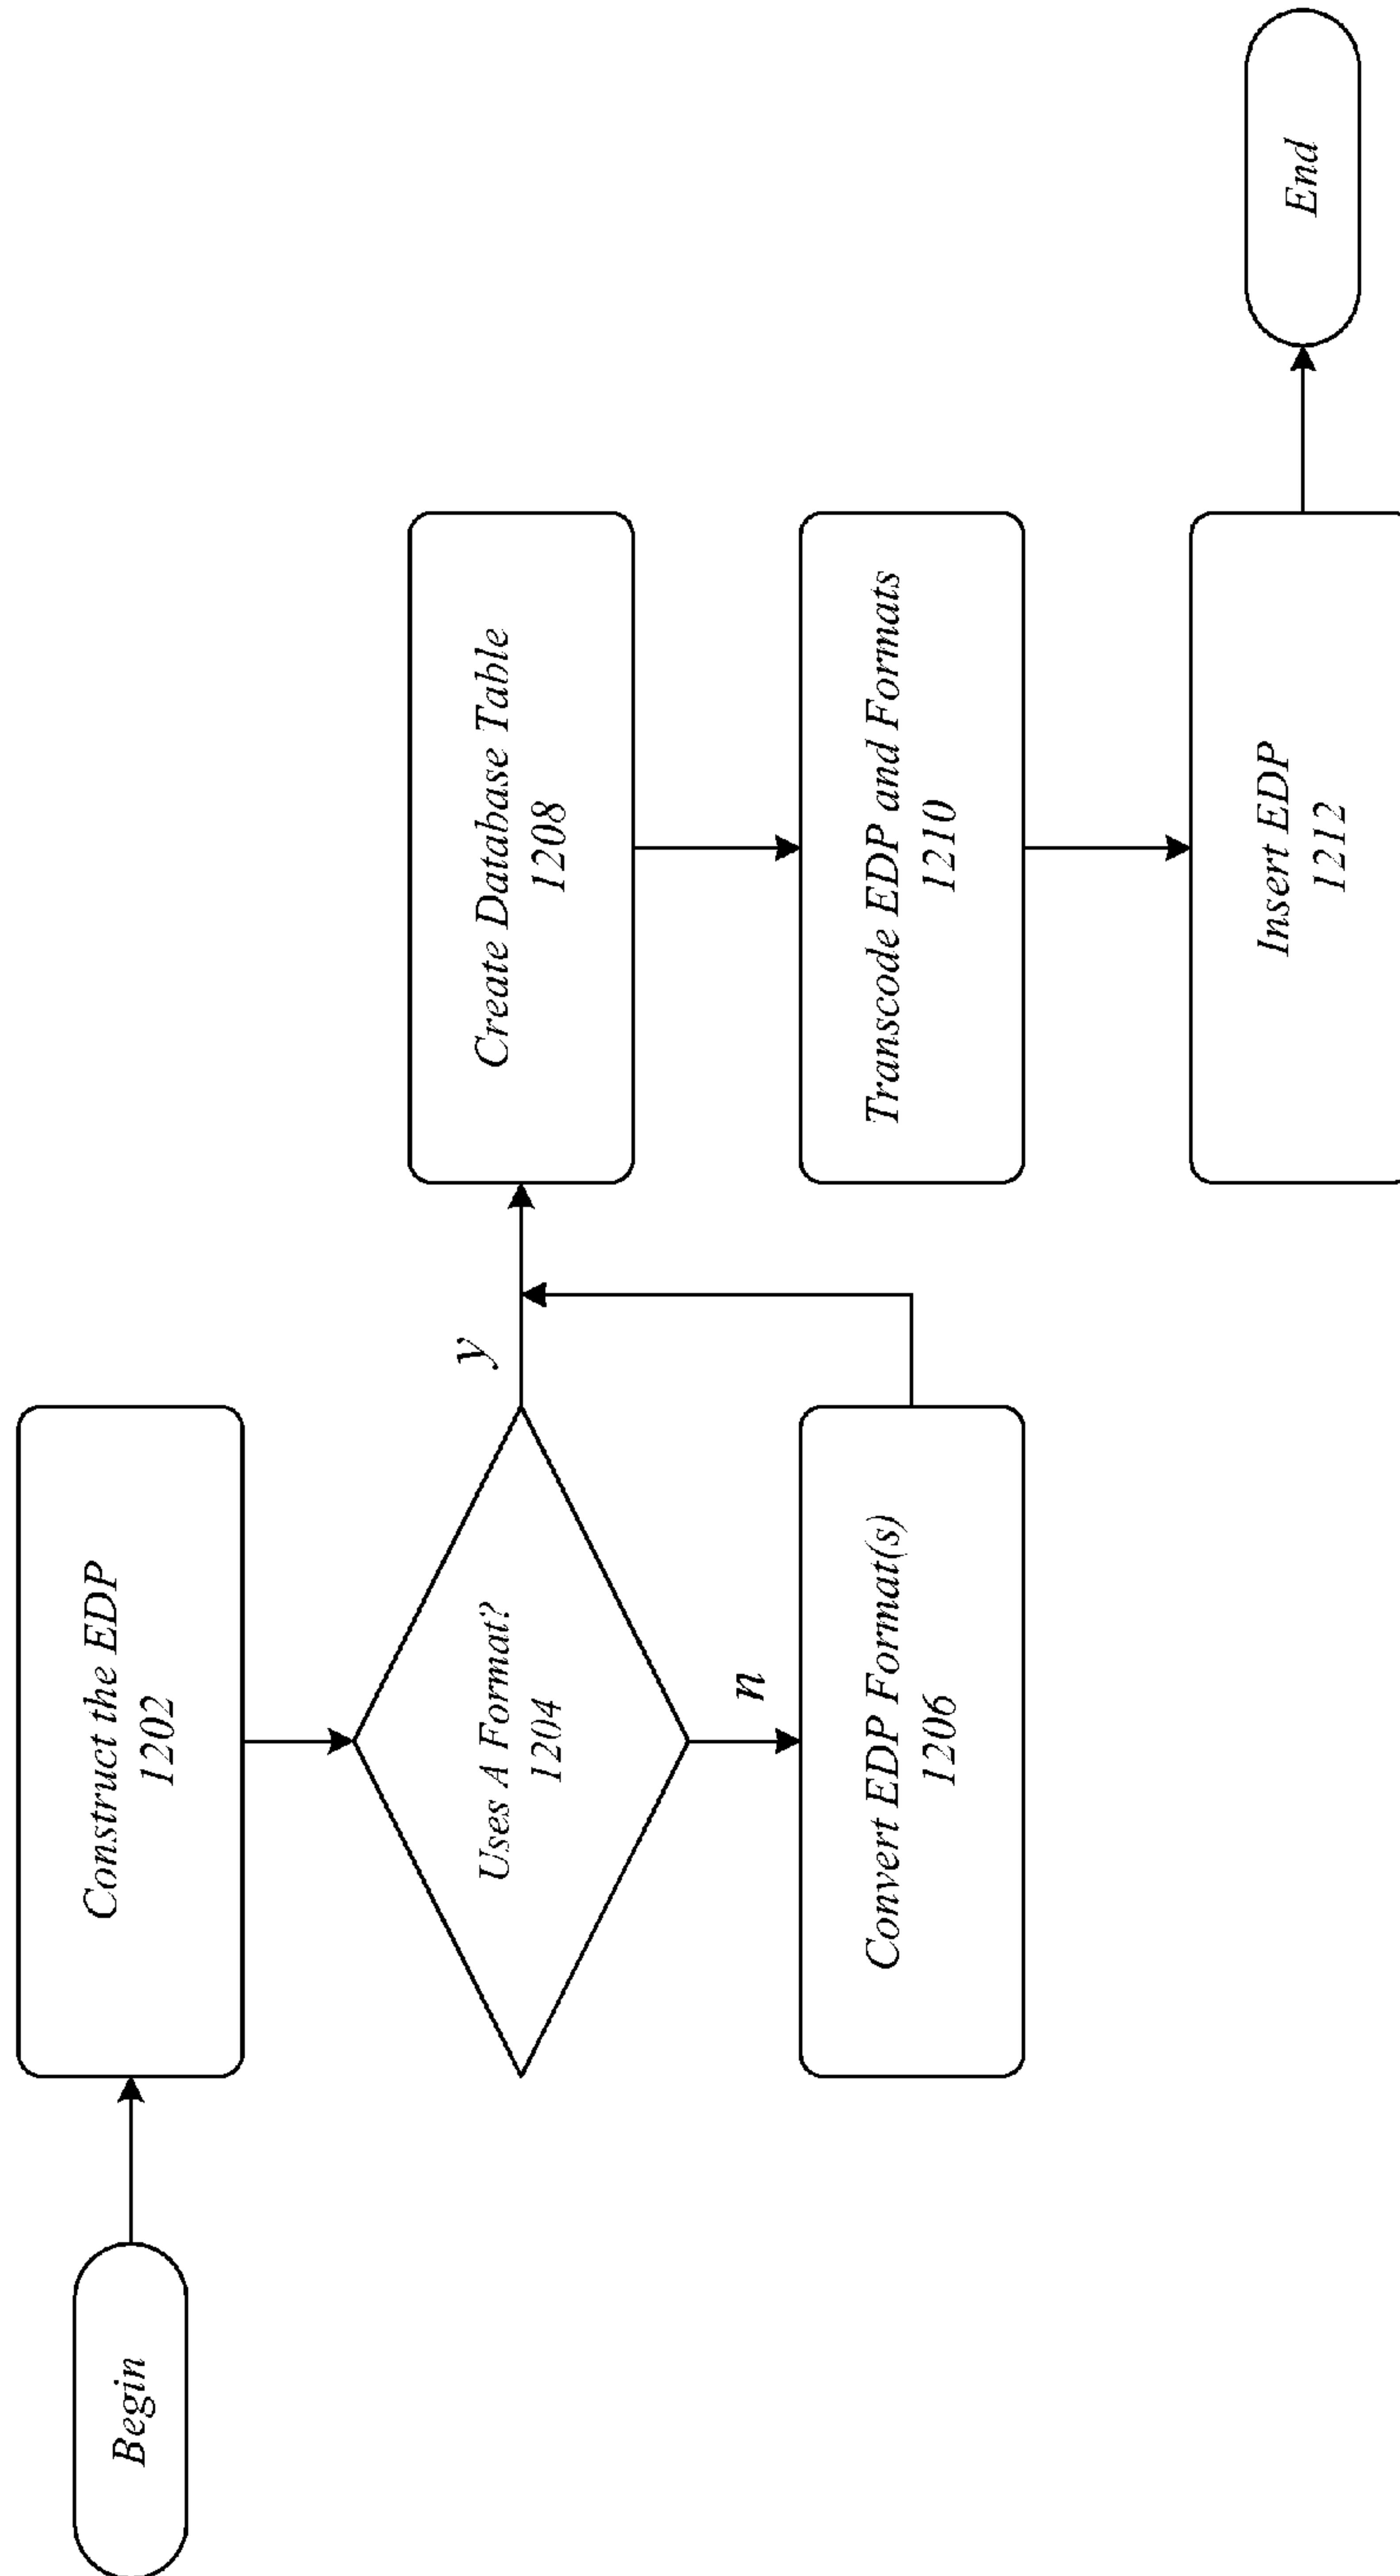 Begin
Construct the EDP
1202
Uses A Format?
1204
y
n
Convert EDP Format(s)
1206
Create Database Table
1208
Transcode EDP and Formats
1210
Insert EDP
1212
End